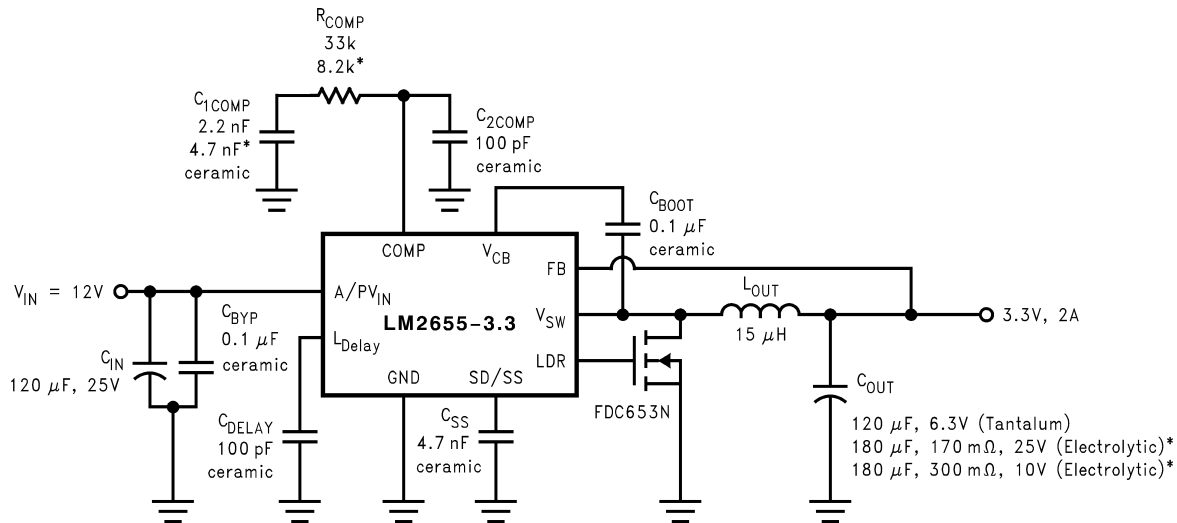 R_COMP
33k
8.2k*
C_1COMP
2.2 nF
4.7 nF*
ceramic
C_2COMP
100 pF
ceramic
C_BOOT
0.1 μF
ceramic
COMP
V_CB
FB
V_IN = 12V
A/PV_IN
LM2655-3.3
V_SW
L_OUT
15 μH
3.3V, 2A
C_BYP
0.1 μF
ceramic
L_Delay
LDR
C_IN
120 μF, 25V
GND
SD/SS
FDC653N
C_OUT
120 μF, 6.3V (Tantalum)
180 μF, 170 mΩ, 25V (Electrolytic)*
180 μF, 300 mΩ, 10V (Electrolytic)*
C_DELAY
100 pF
ceramic
C_SS
4.7 nF
ceramic